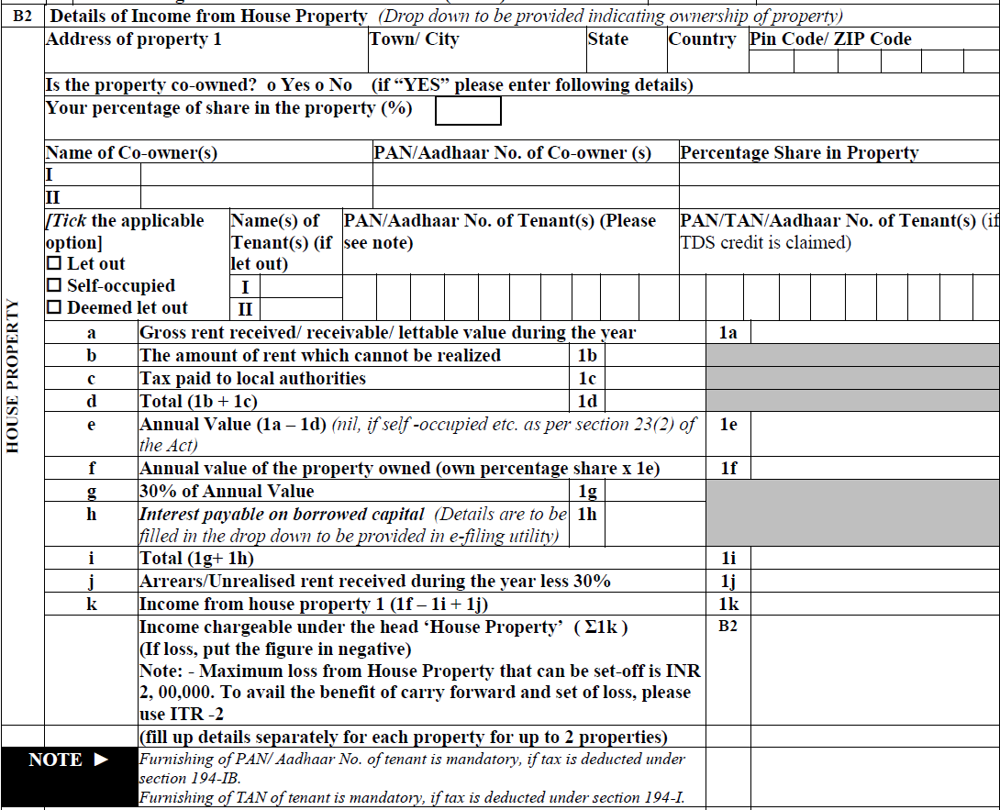 B2 Details of Income from House Property (Drop down to be provided indicating ownership of property)
Address of property 1 Town/ City State Country Pin Code/ ZIP Code
Is the property co-owned? o Yes o No (if “YES” please enter following details)
Your percentage of share in the property (%)
Name of Co-owner(s) PAN/Aadhaar No. of Co-owner (s) Percentage Share in Property
I
II
[Tick the applicable
option]
☐ Let out
☐ Self-occupied
☐ Deemed let out
Name(s) of
Tenant(s) (if
let out)
I
II
PAN/Aadhaar No. of Tenant(s) (Please
see note)
PAN/TAN/Aadhaar No. of Tenant(s) (if
TDS credit is claimed)
HOUSE PROPERTY
a Gross rent received/ receivable/ lettable value during the year 1a
b The amount of rent which cannot be realized 1b
c Tax paid to local authorities 1c
d Total (1b + 1c) 1d
e Annual Value (1a – 1d) (nil, if self -occupied etc. as per section 23(2) of 1e
the Act)
f Annual value of the property owned (own percentage share x 1e) 1f
g 30% of Annual Value 1g
h Interest payable on borrowed capital (Details are to be 1h
filled in the drop down to be provided in e-filing utility)
i Total (1g+ 1h) 1i
j Arrears/Unrealised rent received during the year less 30% 1j
k Income from house property 1 (1f – 1i + 1j) 1k
Income chargeable under the head ‘House Property’ ( Σ1k ) B2
(If loss, put the figure in negative)
Note: - Maximum loss from House Property that can be set-off is INR
2, 00,000. To avail the benefit of carry forward and set of loss, please
use ITR -2
(fill up details separately for each property for up to 2 properties)
NOTE ► Furnishing of PAN/ Aadhaar No. of tenant is mandatory, if tax is deducted under
section 194-IB.
Furnishing of TAN of tenant is mandatory, if tax is deducted under section 194-I.